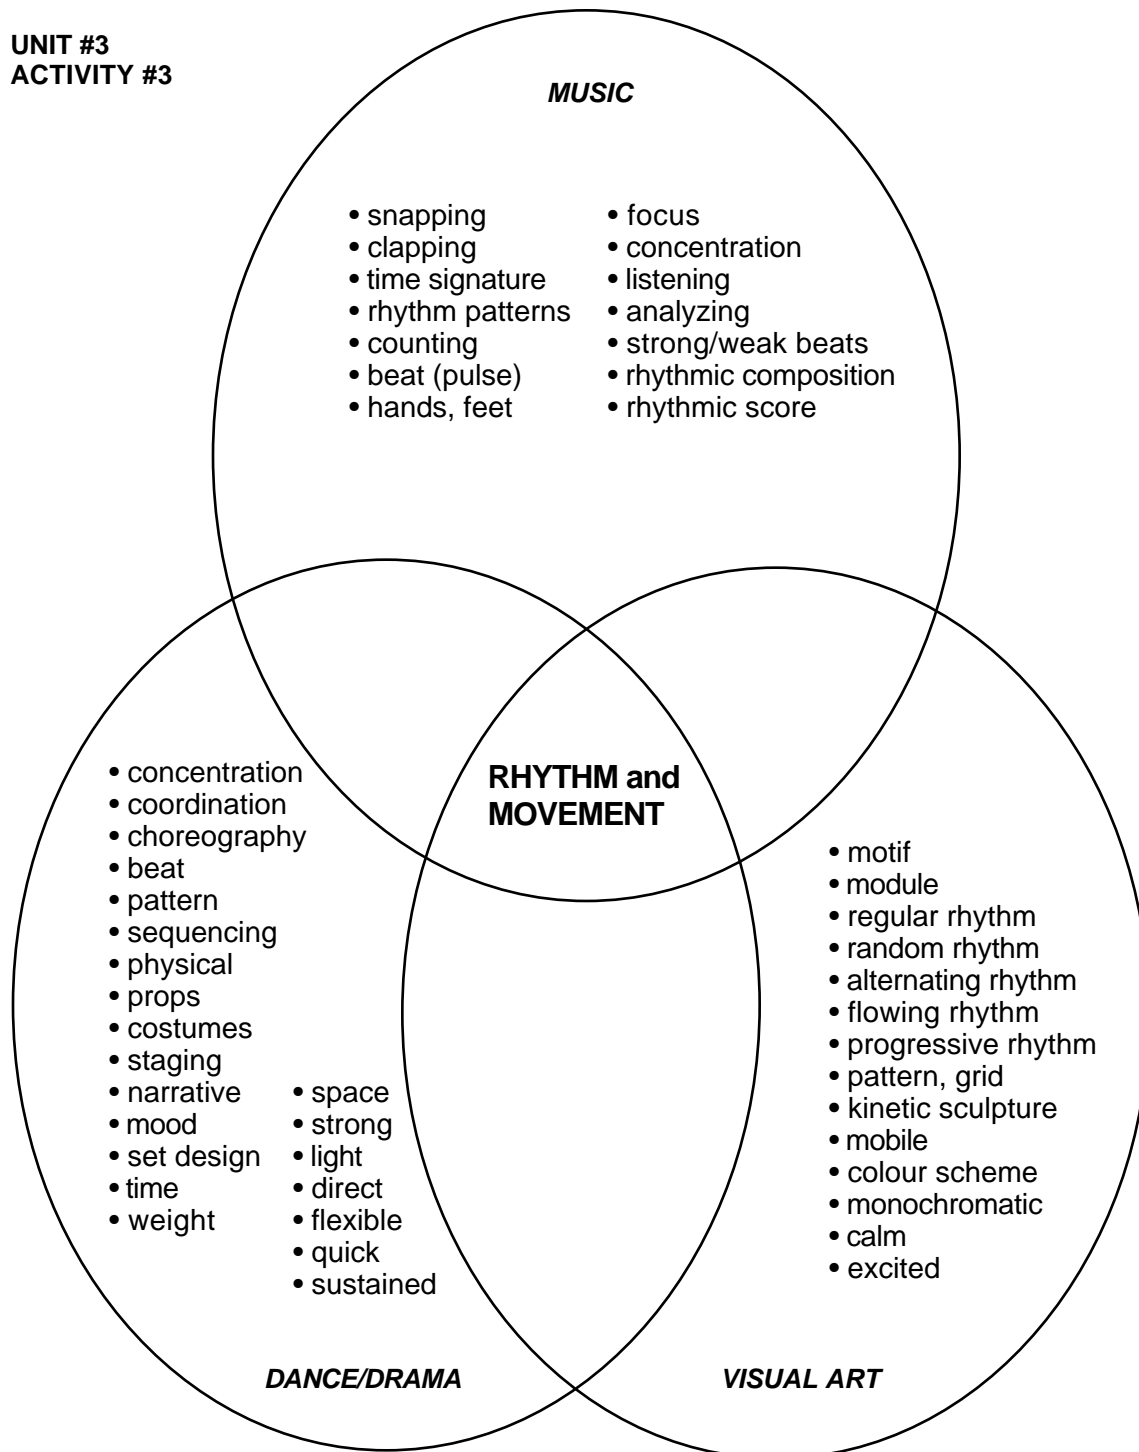 UNIT #3
ACTIVITY #3
MUSIC
• snapping
• clapping
• time signature
• rhythm patterns
• counting
• beat (pulse)
• hands, feet
• focus
• concentration
• listening
• analyzing
• strong/weak beats
• rhythmic composition
• rhythmic score
RHYTHM and
MOVEMENT
• concentration
• coordination
• choreography
• beat
• pattern
• sequencing
• physical
• props
• costumes
• staging
• narrative
• mood
• set design
• time
• weight
• space
• strong
• light
• direct
• flexible
• quick
• sustained
DANCE/DRAMA
• motif
• module
• regular rhythm
• random rhythm
• alternating rhythm
• flowing rhythm
• progressive rhythm
• pattern, grid
• kinetic sculpture
• mobile
• colour scheme
• monochromatic
• calm
• excited
VISUAL ART